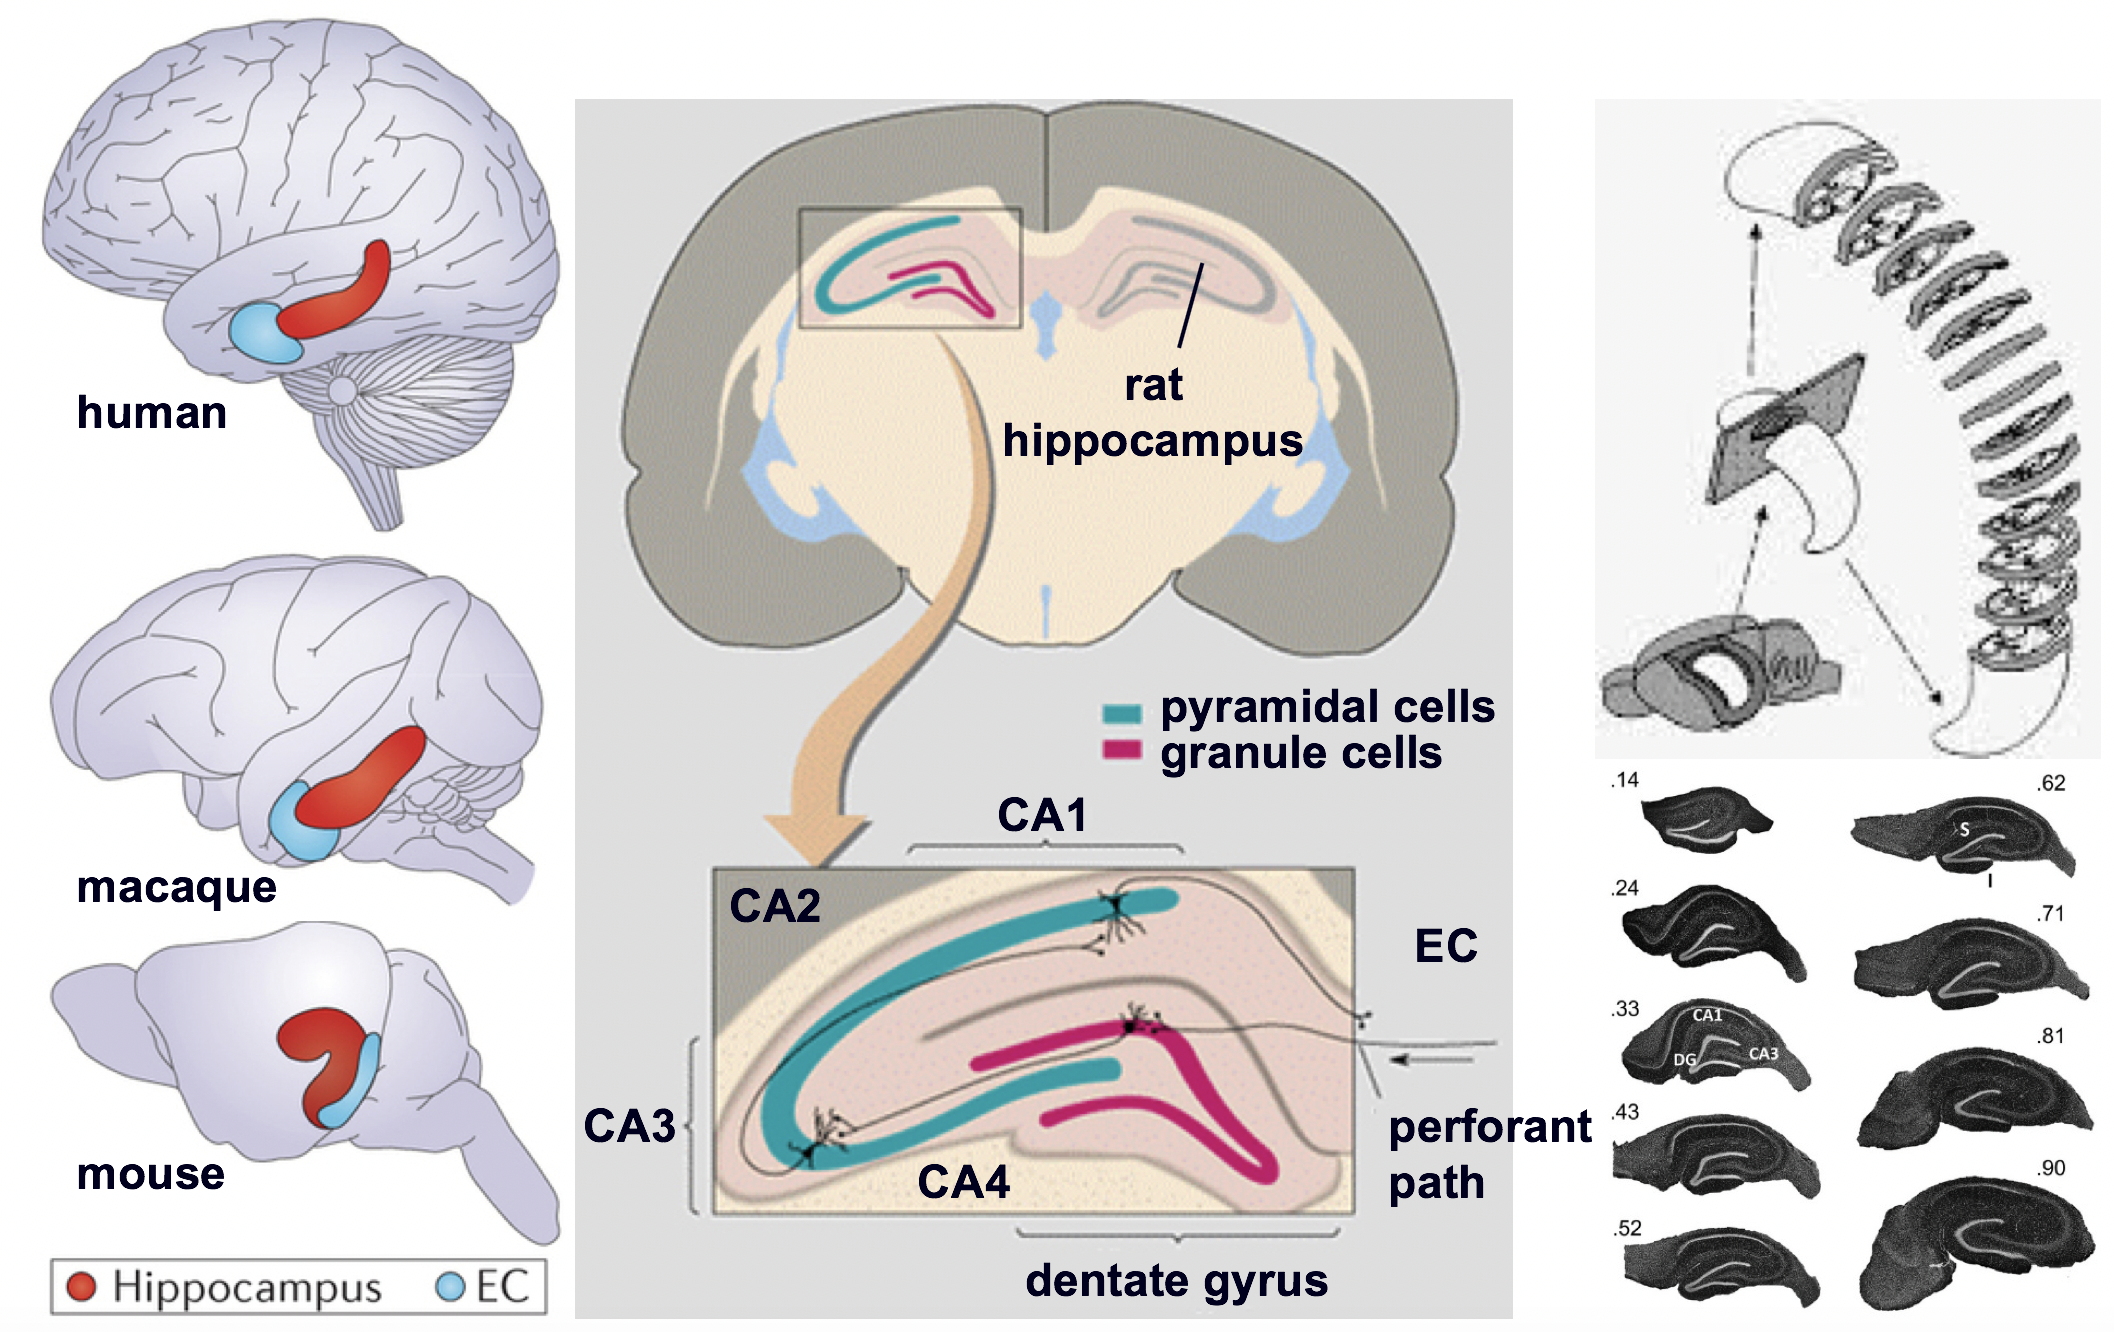 human
macaque
mouse
Hippocampus
EC
rat
hippocampus
pyramidal cells
granule cells
CA1
CA2
EC
CA3
perforant
path
CA4
dentate gyrus
.14
.24
.33
CA1
DG
CA3
.43
.52
.62
S
I
.71
.81
.90